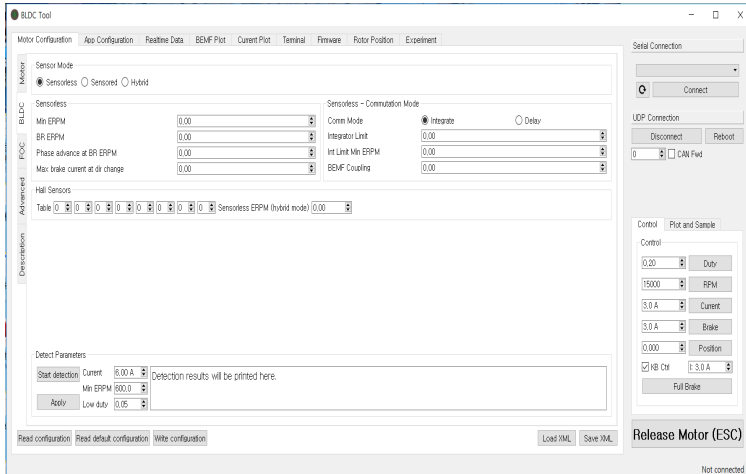 BLDC Tool
Motor Configuration App Configuration Realtime Data BEMF Plot Current Plot Terminal Firmware Rotor Position Experiment
Motor
BLDC
FOC
Advanced
Description
Sensor Mode
Sensorless Sensored Hybrid
Sensorless
Min ERPM 0,00
BR ERPM 0,00
Phase advance at BR ERPM 0,00
Max brake current at dir change 0,00
Sensorless - Commutation Mode
Comm Mode Integrate Delay
Integrator Limit 0,00
Int Limit Min ERPM 0,00
BEMF Coupling 0,00
Hall Sensors
Table 0 0 0 0 0 0 0 0 Sensorless ERPM (hybrid mode) 0,00
Detect Parameters
Start detection Current 6,00 A
Min ERPM 600,0
Apply Low duty 0,05
Detection results will be printed here.
Read configuration Read default configuration Write configuration Load XML Save XML
Serial Connection
Connect
UDP Connection
Disconnect Reboot
0 CAN Fwd
Control Plot and Sample
Control
0,20 Duty
15000 RPM
3,0 A Current
3,0 A Brake
0,000 Position
KB Ctrl I: 3,0 A
Full Brake
Release Motor (ESC)
Not connected